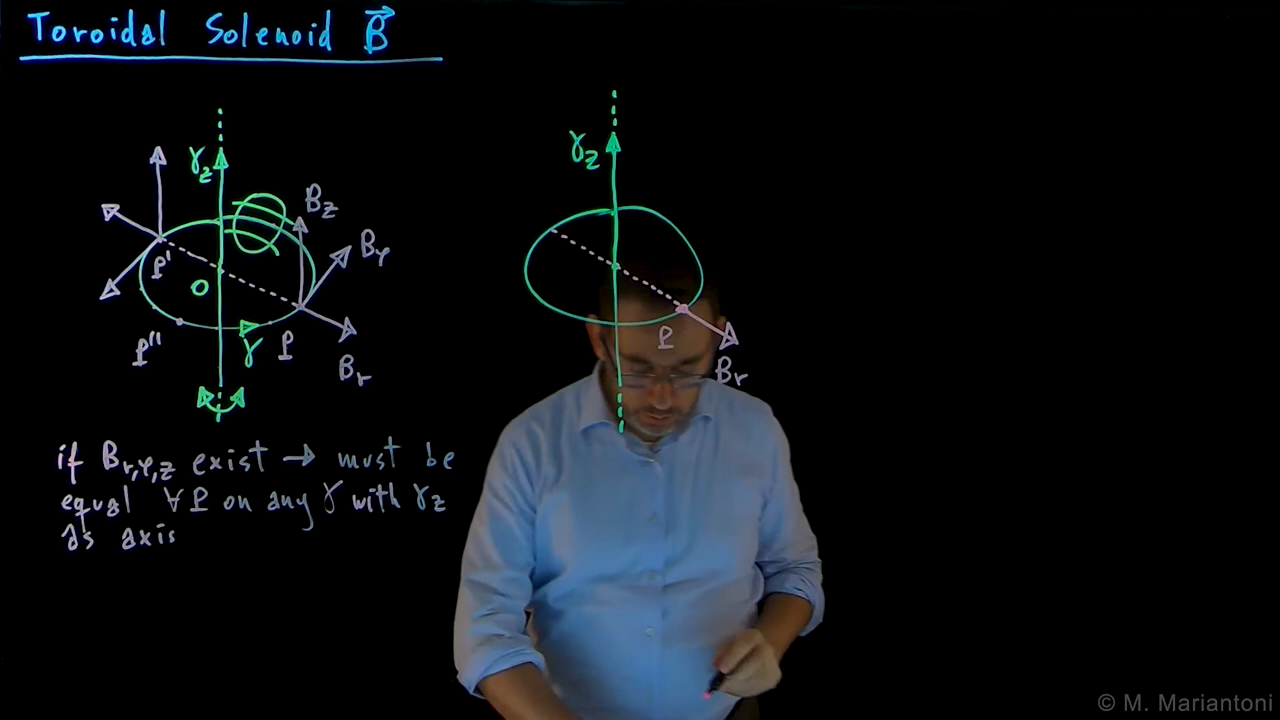 Toroidal Solenoid B⃗
γz
Bz
Bφ
P'
O
P''
γ
P
Br
γz
P
Br
if Br,φ,z exist → must be
equal ∀P on any γ with γz
as axis
© M. Mariantoni